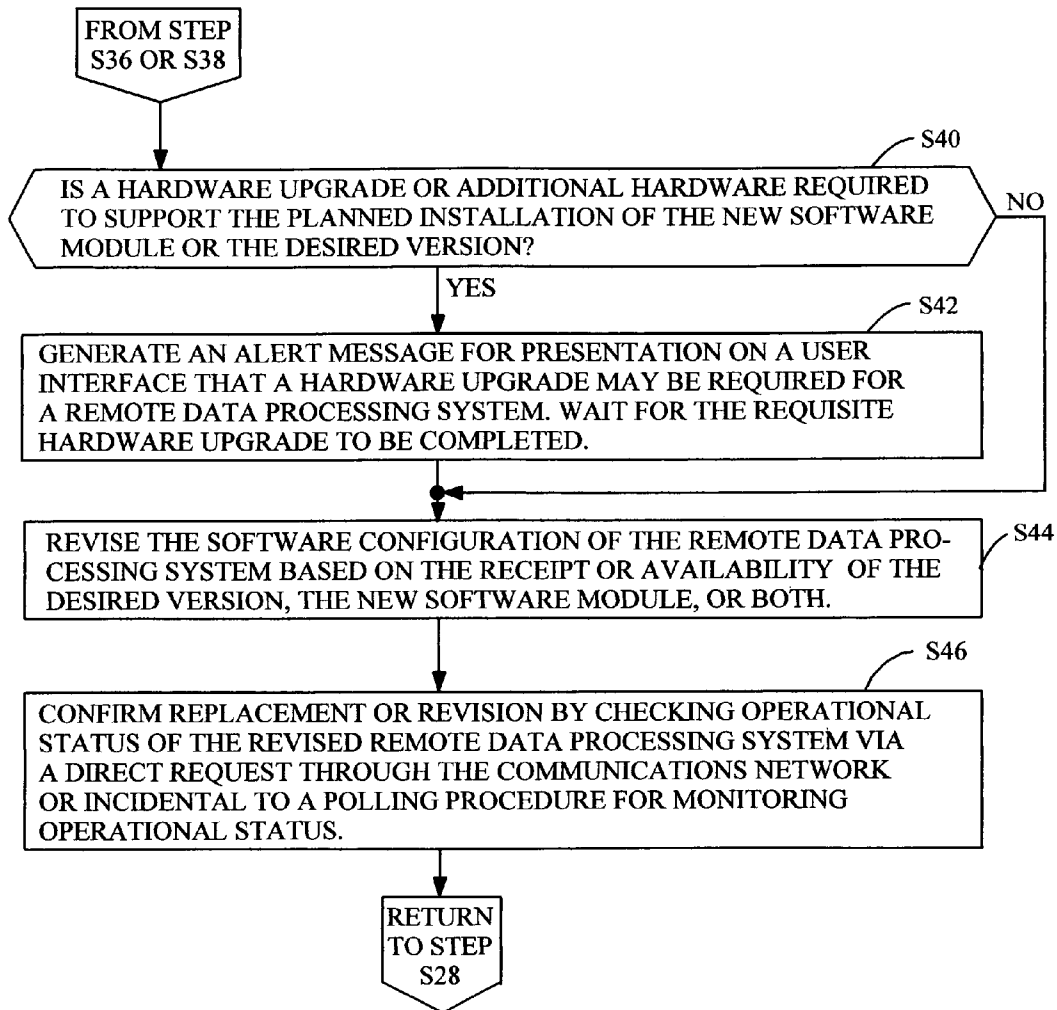 FROM STEP
S36 OR S38
S40
IS A HARDWARE UPGRADE OR ADDITIONAL HARDWARE REQUIRED
TO SUPPORT THE PLANNED INSTALLATION OF THE NEW SOFTWARE
MODULE OR THE DESIRED VERSION?
NO
YES
S42
GENERATE AN ALERT MESSAGE FOR PRESENTATION ON A USER
INTERFACE THAT A HARDWARE UPGRADE MAY BE REQUIRED FOR
A REMOTE DATA PROCESSING SYSTEM. WAIT FOR THE REQUISITE
HARDWARE UPGRADE TO BE COMPLETED.
S44
REVISE THE SOFTWARE CONFIGURATION OF THE REMOTE DATA PRO-
CESSING SYSTEM BASED ON THE RECEIPT OR AVAILABILITY OF THE
DESIRED VERSION, THE NEW SOFTWARE MODULE, OR BOTH.
S46
CONFIRM REPLACEMENT OR REVISION BY CHECKING OPERATIONAL
STATUS OF THE REVISED REMOTE DATA PROCESSING SYSTEM VIA
A DIRECT REQUEST THROUGH THE COMMUNICATIONS NETWORK
OR INCIDENTAL TO A POLLING PROCEDURE FOR MONITORING
OPERATIONAL STATUS.
RETURN
TO STEP
S28